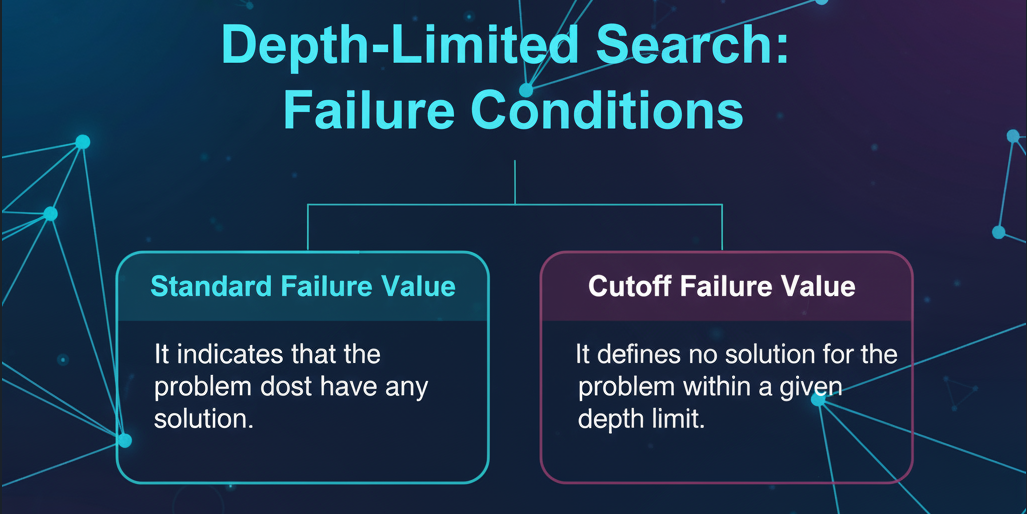 Depth-Limited Search:
Failure Conditions
Standard Failure Value
It indicates that the
problem dost have any
solution.
Cutoff Failure Value
It defines no solution for the
problem within a given
depth limit.